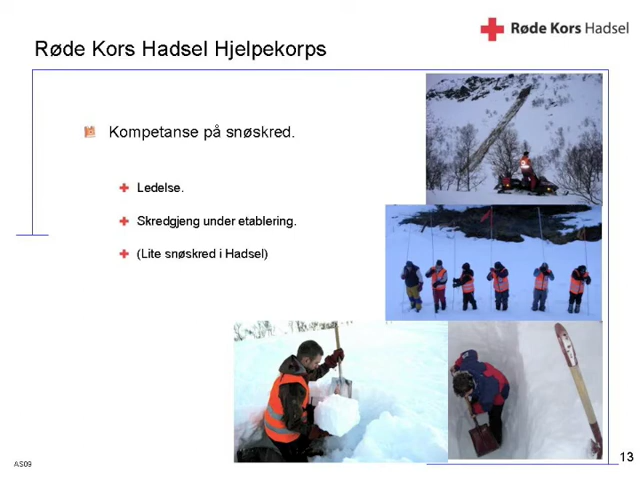 Røde Kors Hadsel
Røde Kors Hadsel Hjelpekorps
Kompetanse på snøskred.
Ledelse.
Skredgjeng under etablering.
(Lite snøskred i Hadsel)
AS09
13